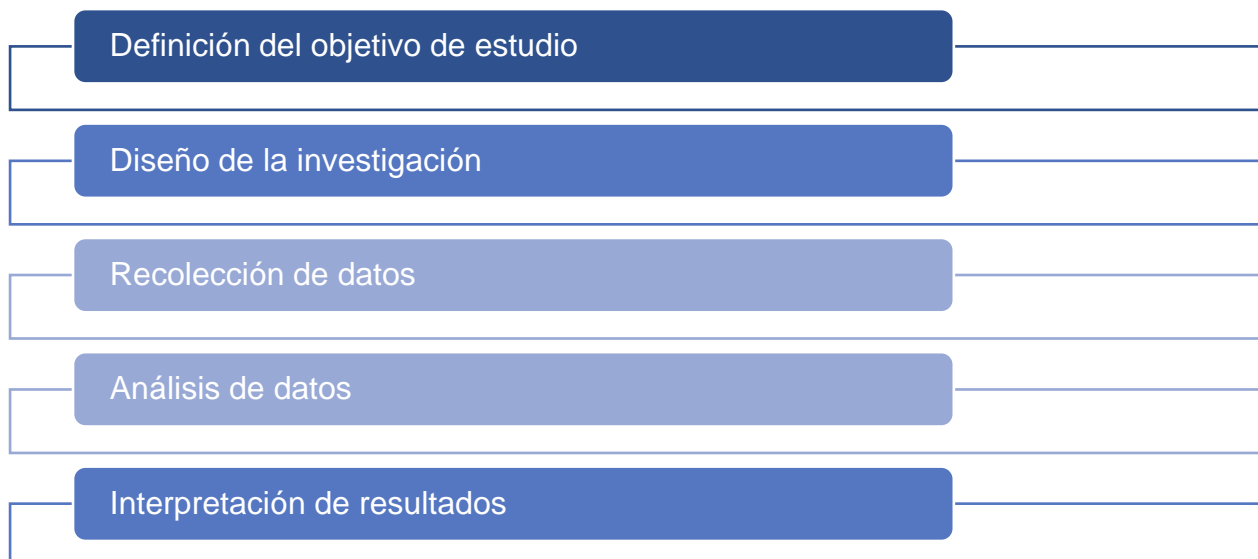 Definición del objetivo de estudio
Diseño de la investigación
Recolección de datos
Análisis de datos
Interpretación de resultados